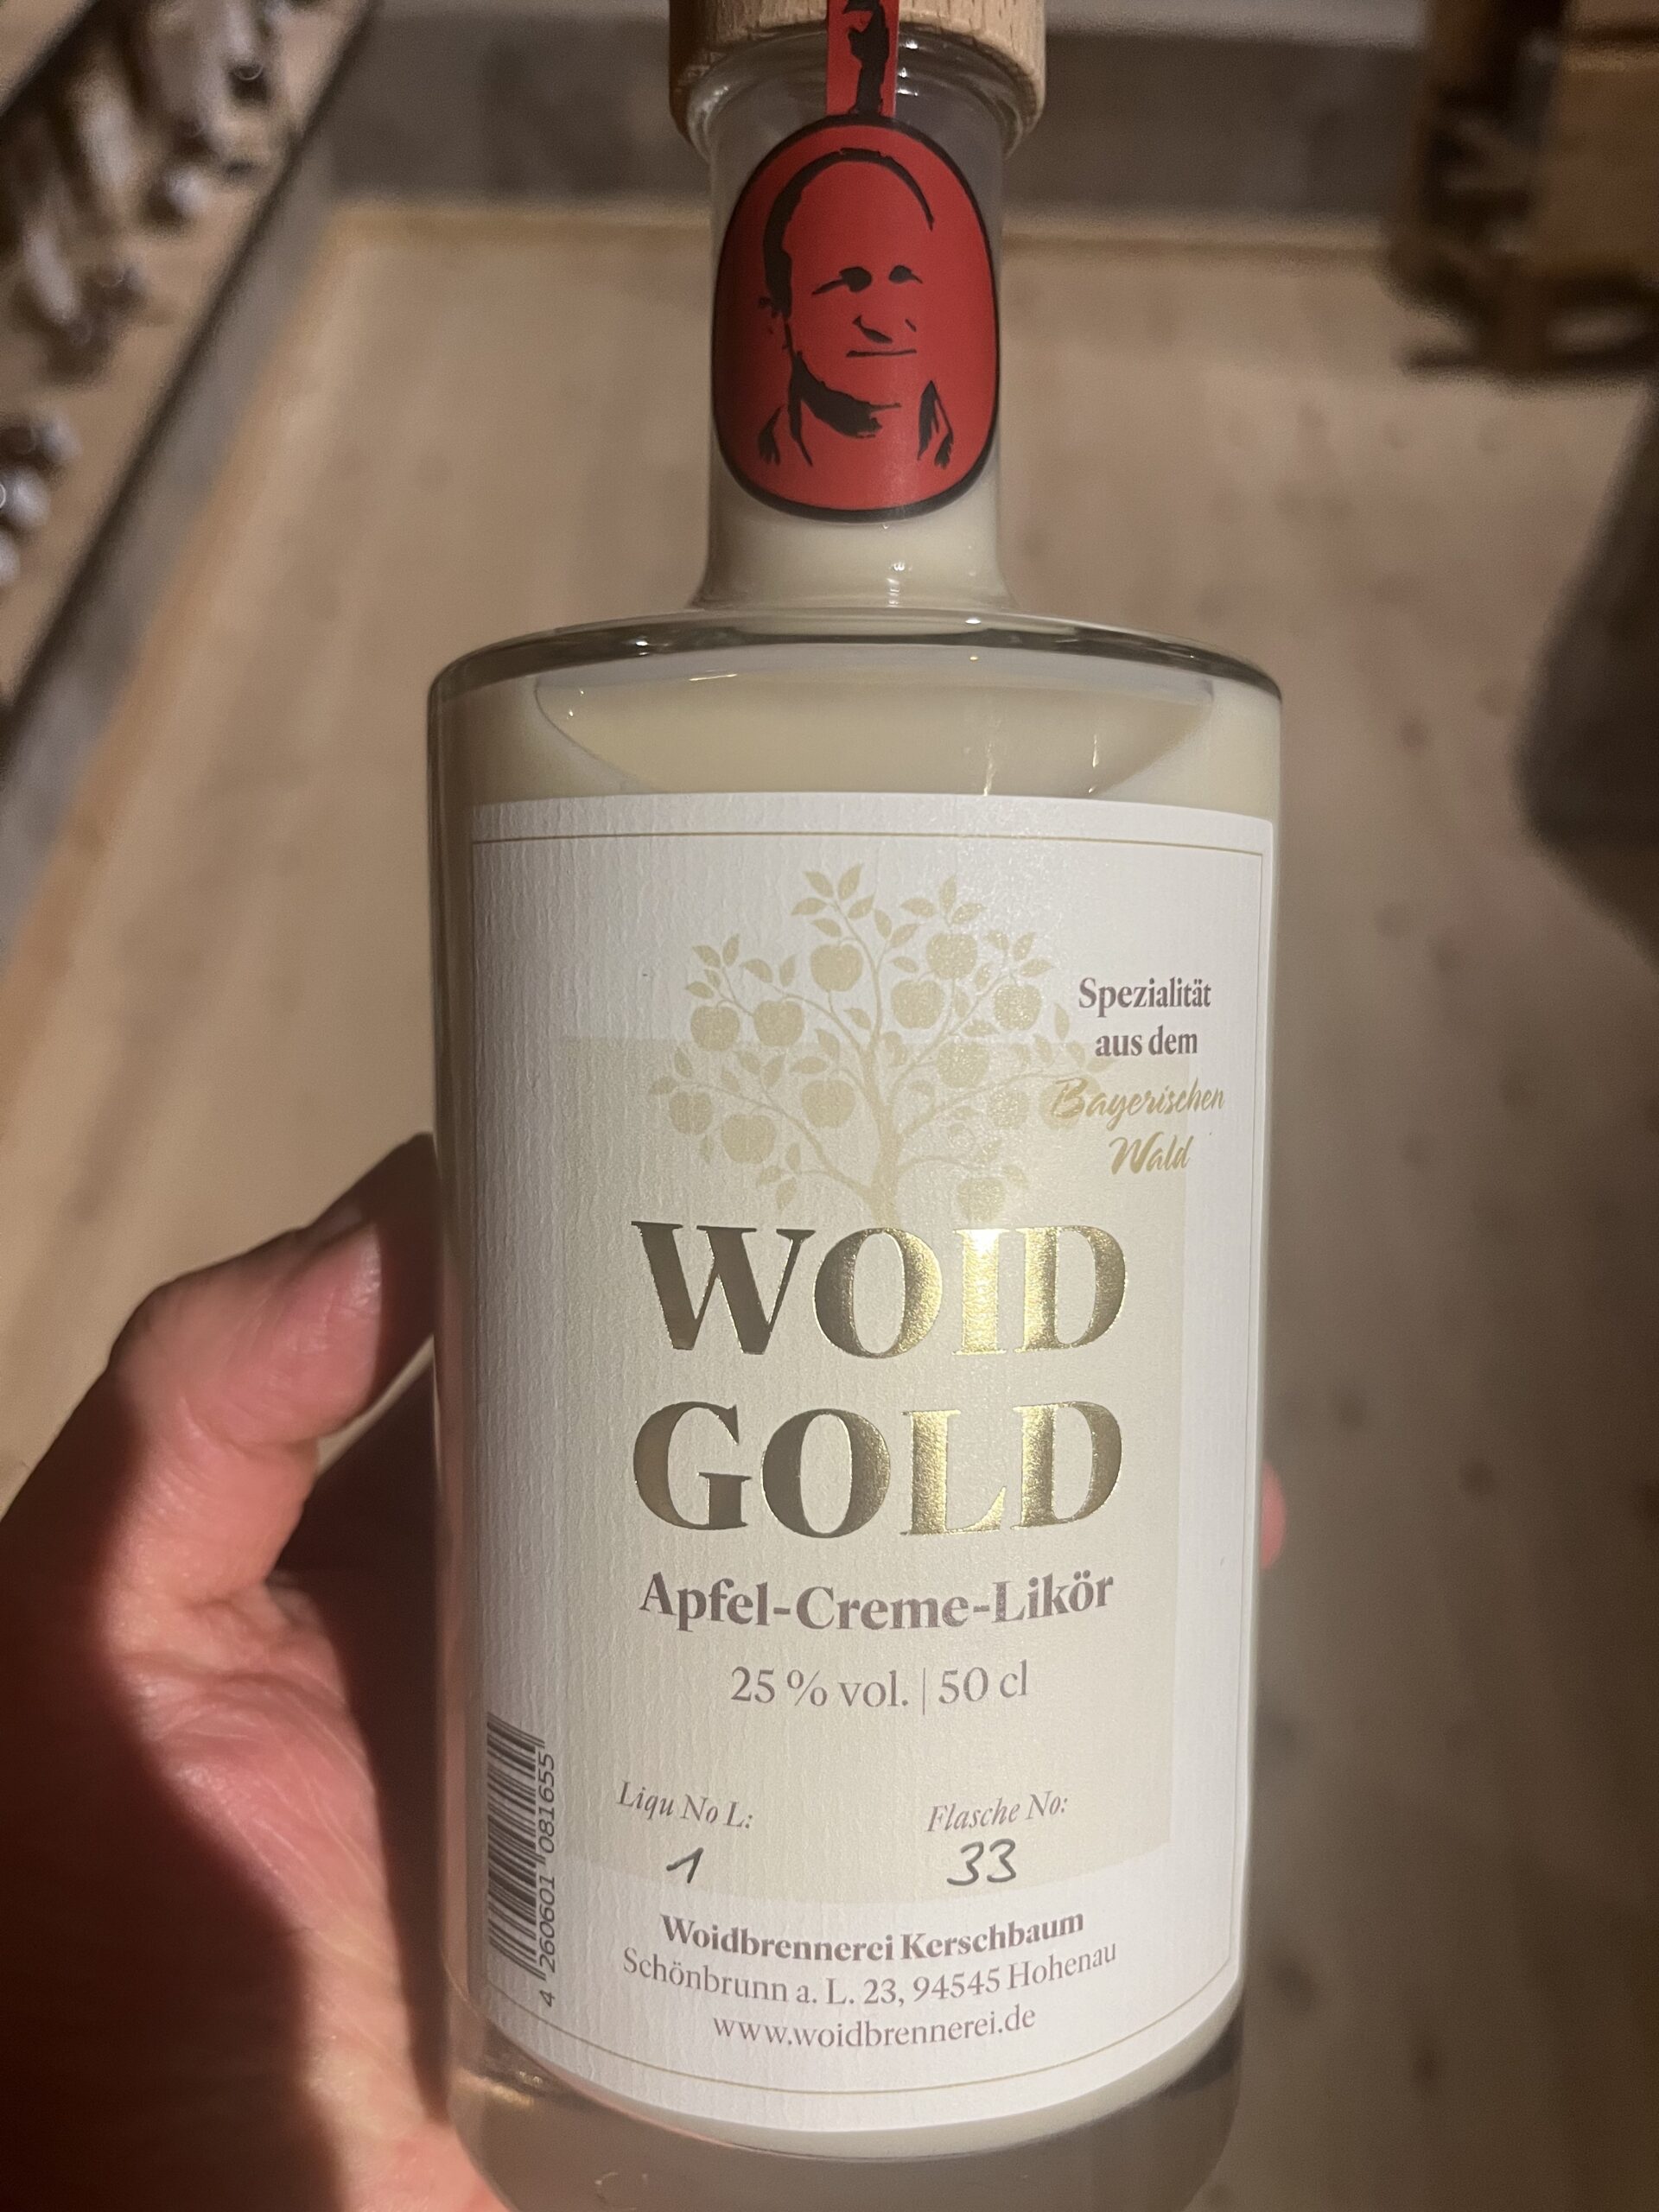 Spezialität
aus dem
Bayerischen
Wald
WOID
GOLD
Apfel-Creme-Likör
25 % vol. | 50 cl
Liqu No L:
1
Flasche No:
33
Woidbrennerei Kerschbaum
Schönbrunn a. L. 23, 94545 Hohenau
www.woidbrennerei.de
4 260601 081655